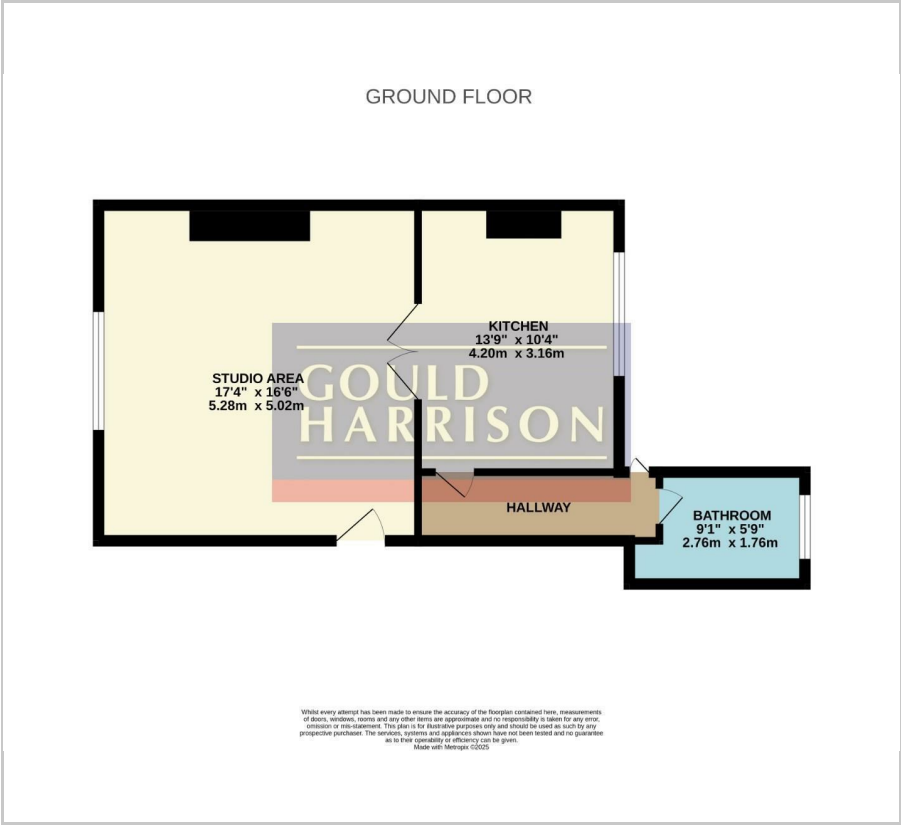 GROUND FLOOR
KITCHEN
13'9" x 10'4"
4.20m x 3.16m
STUDIO AREA
17'4" x 16'6"
5.28m x 5.02m
GOULD
HARRISON
HALLWAY
BATHROOM
9'1" x 5'9"
2.76m x 1.76m
Whilst every attempt has been made to ensure the accuracy of the floorplan contained here, measurements
of doors, windows, rooms and any other items are approximate and no responsibility is taken for any error,
omission or mis-statement. This plan is for illustrative purposes only and should be used as such by any
prospective purchaser. The services, systems and appliances shown have not been tested and no guarantee
as to their operability or efficiency can be given.
Made with Metropix ©2025